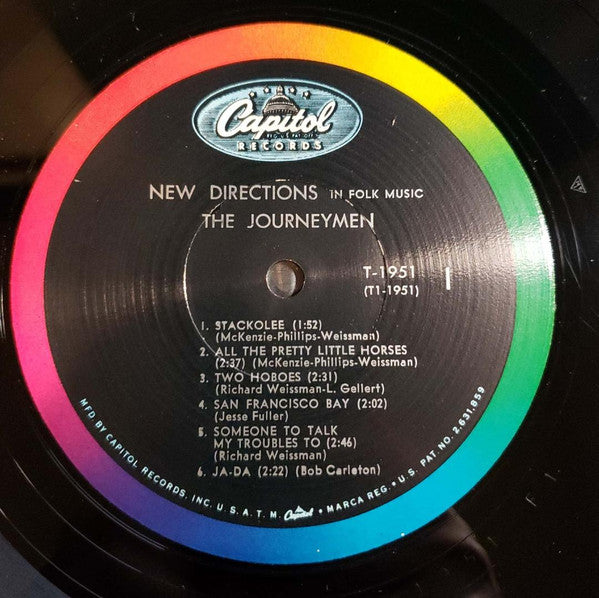 Capitol
REG. U.S. PAT. OFF.
RECORDS
NEW DIRECTIONS IN FOLK MUSIC
THE JOURNEYMEN
T-1951 1
(T1-1951)
1. STACKOLEE (1:52)
(McKenzie-Phillips-Weissman)
2. ALL THE PRETTY LITTLE HORSES
(2:37) (McKenzie-Phillips-Weissman)
3. TWO HOBOES (2:31)
(Richard Weissman-L. Gellert)
4. SAN FRANCISCO BAY (2:02)
(Jesse Fuller)
5. SOMEONE TO TALK
MY TROUBLES TO (2:46)
(Richard Weissman)
6. JA-DA (2:22) (Bob Carleton)
MFD. BY CAPITOL RECORDS, INC. U.S.A. T.M. Capitol MARCA REG. • U.S. PAT. NO. 2,631,859